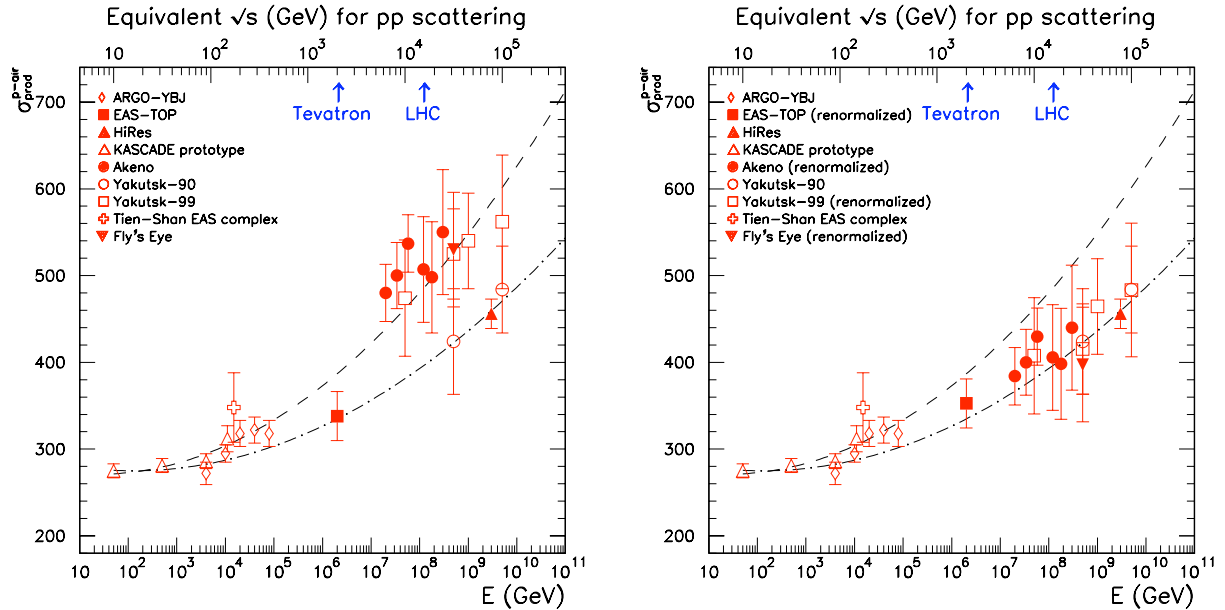 Equivalent √s (GeV) for pp scattering
10 10² 10³ 10⁴ 10⁵
σ prod p-air
700
600
500
400
300
200
ARGO-YBJ
EAS-TOP
HiRes
KASCADE prototype
Akeno
Yakutsk-90
Yakutsk-99
Tien-Shan EAS complex
Fly's Eye
Tevatron LHC
10 10² 10³ 10⁴ 10⁵ 10⁶ 10⁷ 10⁸ 10⁹ 10¹⁰ 10¹¹
E (GeV)
Equivalent √s (GeV) for pp scattering
10 10² 10³ 10⁴ 10⁵
σ prod p-air
700
600
500
400
300
200
ARGO-YBJ
EAS-TOP (renormalized)
HiRes
KASCADE prototype
Akeno (renormalized)
Yakutsk-90
Yakutsk-99 (renormalized)
Tien-Shan EAS complex
Fly's Eye (renormalized)
Tevatron LHC
10 10² 10³ 10⁴ 10⁵ 10⁶ 10⁷ 10⁸ 10⁹ 10¹⁰ 10¹¹
E (GeV)